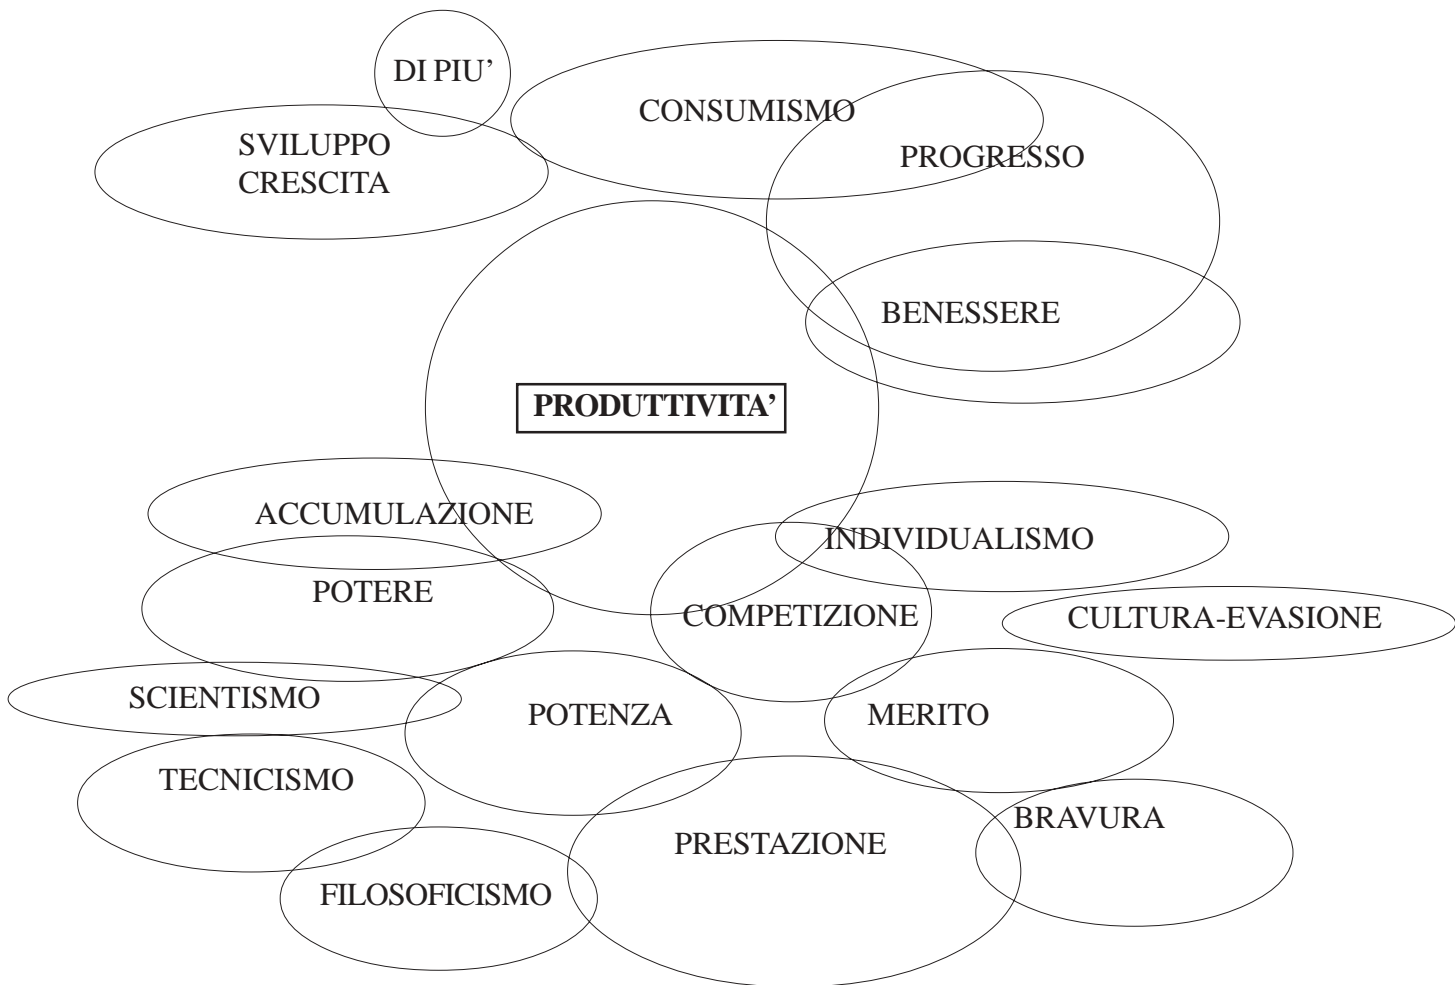 DI PIU’
CONSUMISMO
SVILUPPO
CRESCITA
PROGRESSO
BENESSERE
PRODUTTIVITA’
ACCUMULAZIONE
INDIVIDUALISMO
POTERE
COMPETIZIONE
CULTURA-EVASIONE
SCIENTISMO
POTENZA
MERITO
TECNICISMO
BRAVURA
PRESTAZIONE
FILOSOFICISMO